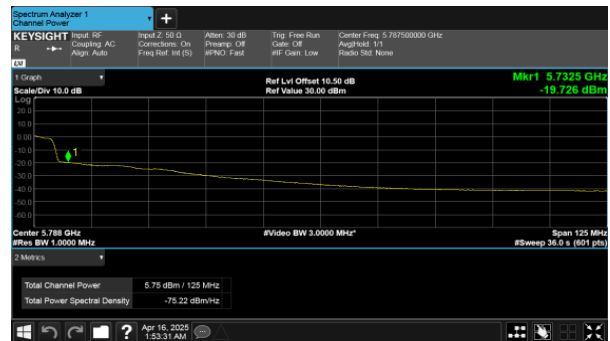 Spectrum Analyzer 1
Channel Power
+
KEYSIGHT Input: RF
R Coupling: AC
Align: Auto
Input Z: 50 Ω
Corrections: On
Freq Ref: Int (S)
Atten: 30 dB
Preamp: Off
#PNO: Fast
Trig: Free Run
Gate: Off
#IF Gain: Low
Center Freq: 5.787500000 GHz
Avg|Hold: 1/1
Radio Std: None
LXI
1 Graph
Scale/Div 10.0 dB
Ref Lvl Offset 10.50 dB
Ref Value 30.00 dBm
Mkr1 5.7325 GHz
-19.726 dBm
Log
20.0
10.0
0.00
-10.0
-20.0
-30.0
-40.0
-50.0
-60.0
1
Center 5.788 GHz
#Res BW 1.0000 MHz
#Video BW 3.0000 MHz*
Span 125 MHz
#Sweep 36.0 s (601 pts)
2 Metrics
Total Channel Power 5.75 dBm / 125 MHz
Total Power Spectral Density -75.22 dBm/Hz
? Apr 16, 2025
1:53:31 AM